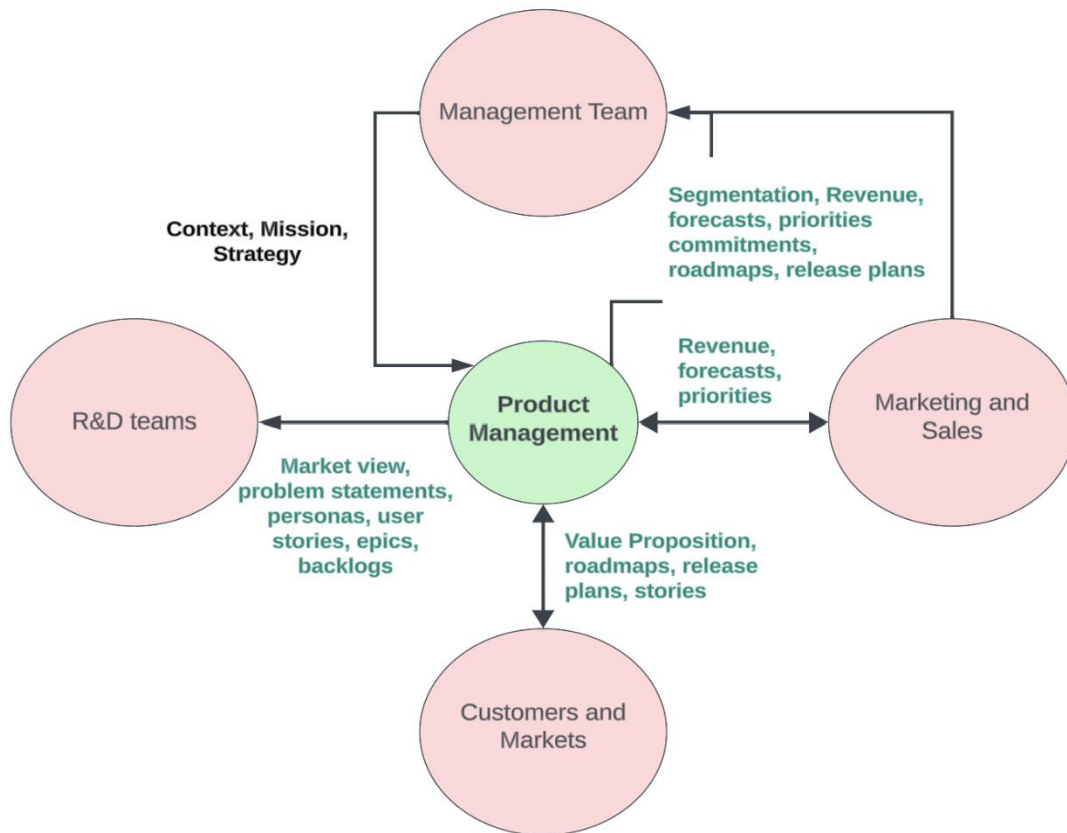 Management Team
Segmentation, Revenue,
forecasts, priorities
commitments,
roadmaps, release plans
Context, Mission,
Strategy
Revenue,
forecasts,
priorities
R&D teams
Product
Management
Marketing and
Sales
Market view,
problem statements,
personas, user
stories, epics,
backlogs
Value Proposition,
roadmaps, release
plans, stories
Customers and
Markets